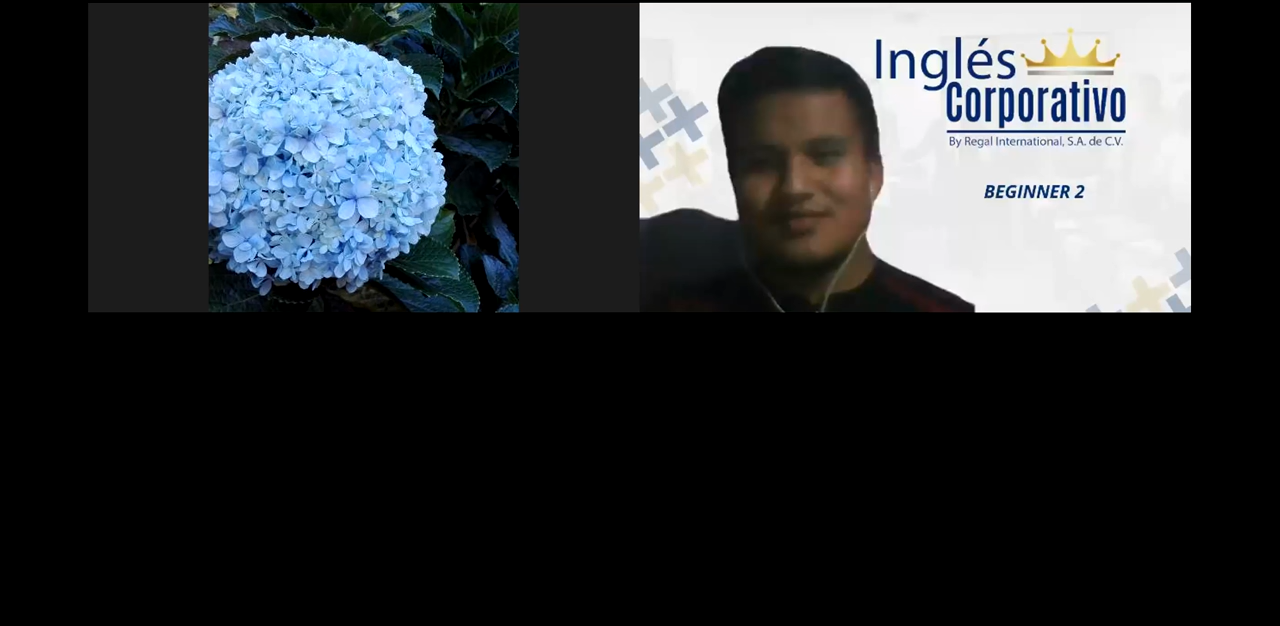 Inglés
Corporativo
By Regal International, S.A. de C.V.
BEGINNER 2